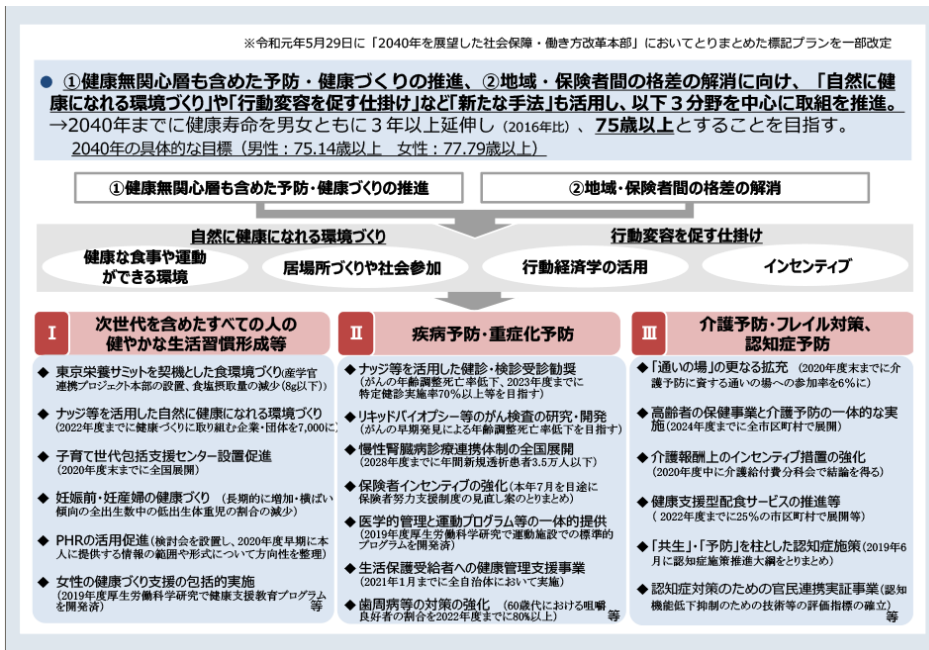 ※令和元年5月29日に「2040年を展望した社会保障・働き方改革本部」においてとりまとめた標記プランを一部改定
● ①健康無関心層も含めた予防・健康づくりの推進、②地域・保険者間の格差の解消に向け、「自然に健
康になれる環境づくり」や「行動変容を促す仕掛け」など「新たな手法」も活用し、以下３分野を中心に取組を推進。
→2040年までに健康寿命を男女ともに３年以上延伸し（2016年比）、75歳以上とすることを目指す。
2040年の具体的な目標（男性：75.14歳以上　女性：77.79歳以上）
①健康無関心層も含めた予防・健康づくりの推進
②地域・保険者間の格差の解消
自然に健康になれる環境づくり
行動変容を促す仕掛け
健康な食事や運動
ができる環境
居場所づくりや社会参加
行動経済学の活用
インセンティブ
Ⅰ
次世代を含めたすべての人の
健やかな生活習慣形成等
◆ 東京栄養サミットを契機とした食環境づくり(産学官
連携プロジェクト本部の設置、食塩摂取量の減少(8g以下))
◆ ナッジ等を活用した自然に健康になれる環境づくり
(2022年度までに健康づくりに取り組む企業・団体を7,000に)
◆ 子育て世代包括支援センター設置促進
(2020年度末までに全国展開)
◆ 妊娠前・妊産婦の健康づくり （長期的に増加・横ばい
傾向の全出生数中の低出生体重児の割合の減少)
◆ PHRの活用促進(検討会を設置し、2020年度早期に本
人に提供する情報の範囲や形式について方向性を整理)
◆ 女性の健康づくり支援の包括的実施
(2019年度厚生労働科学研究で健康支援教育プログラム
を開発済)
等
Ⅱ
疾病予防・重症化予防
◆ ナッジ等を活用した健診・検診受診勧奨
(がんの年齢調整死亡率低下、2023年度までに
特定健診実施率70%以上等を目指す)
◆ リキッドバイオプシー等のがん検査の研究・開発
(がんの早期発見による年齢調整死亡率低下を目指す)
◆ 慢性腎臓病診療連携体制の全国展開
(2028年度までに年間新規透析患者3.5万人以下)
◆ 保険者インセンティブの強化(本年7月を目途に
保険者努力支援制度の見直し案のとりまとめ)
◆ 医学的管理と運動プログラム等の一体的提供
(2019年度厚生労働科学研究で運動施設での標準的
プログラムを開発済)
◆ 生活保護受給者への健康管理支援事業
(2021年1月までに全自治体において実施)
◆ 歯周病等の対策の強化 （60歳代における咀嚼
良好者の割合を2022年度までに80%以上)
等
Ⅲ
介護予防・フレイル対策、
認知症予防
◆ 「通いの場」の更なる拡充 （2020年度末までに介
護予防に資する通いの場への参加率を6%に)
◆ 高齢者の保健事業と介護予防の一体的な実
施(2024年度までに全市区町村で展開)
◆ 介護報酬上のインセンティブ措置の強化
(2020年度中に介護給付費分科会で結論を得る)
◆ 健康支援型配食サービスの推進等
( 2022年度までに25%の市区町村で展開等)
◆ 「共生」・「予防」を柱とした認知症施策(2019年6
月に認知症施策推進大綱をとりまとめ)
◆ 認知症対策のための官民連携実証事業(認知
機能低下抑制のための技術等の評価指標の確立)
等